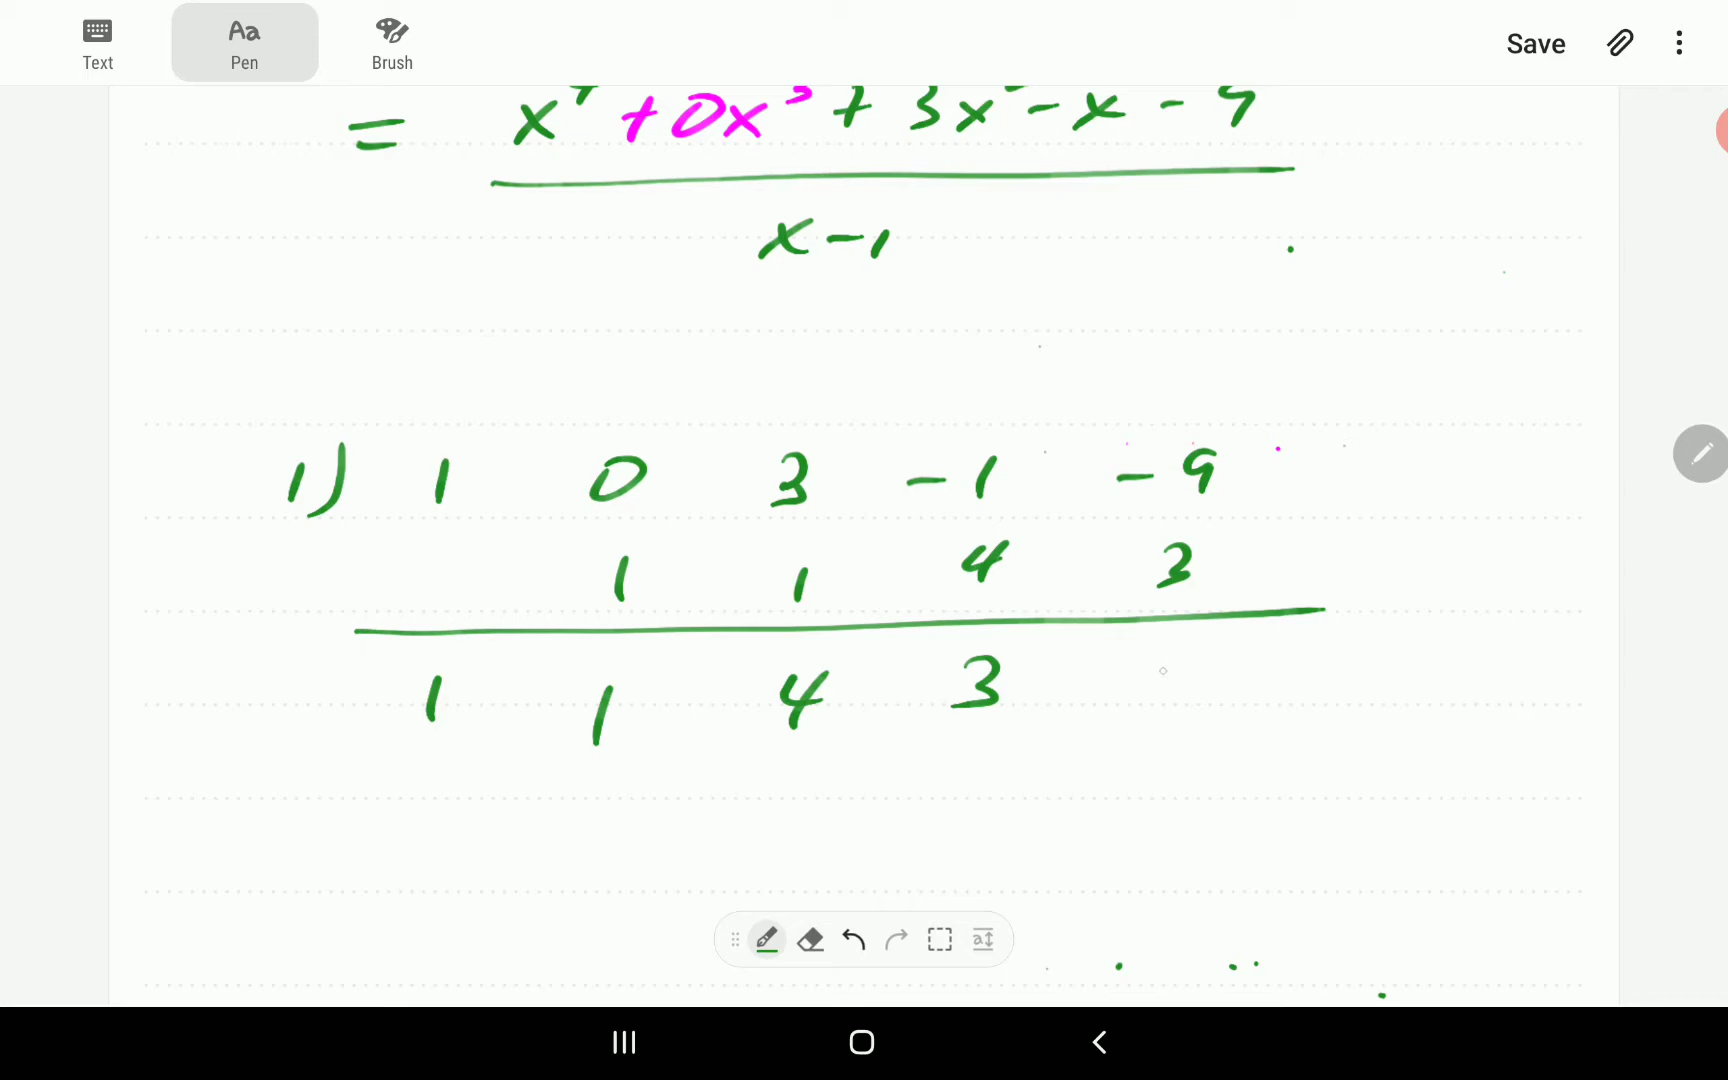 Text Pen Brush Save
= x⁴ + 0x³ + 3x² - x - 9
x - 1
1) 1 0 3 -1 -9
1 1 4 3
1 1 4 3